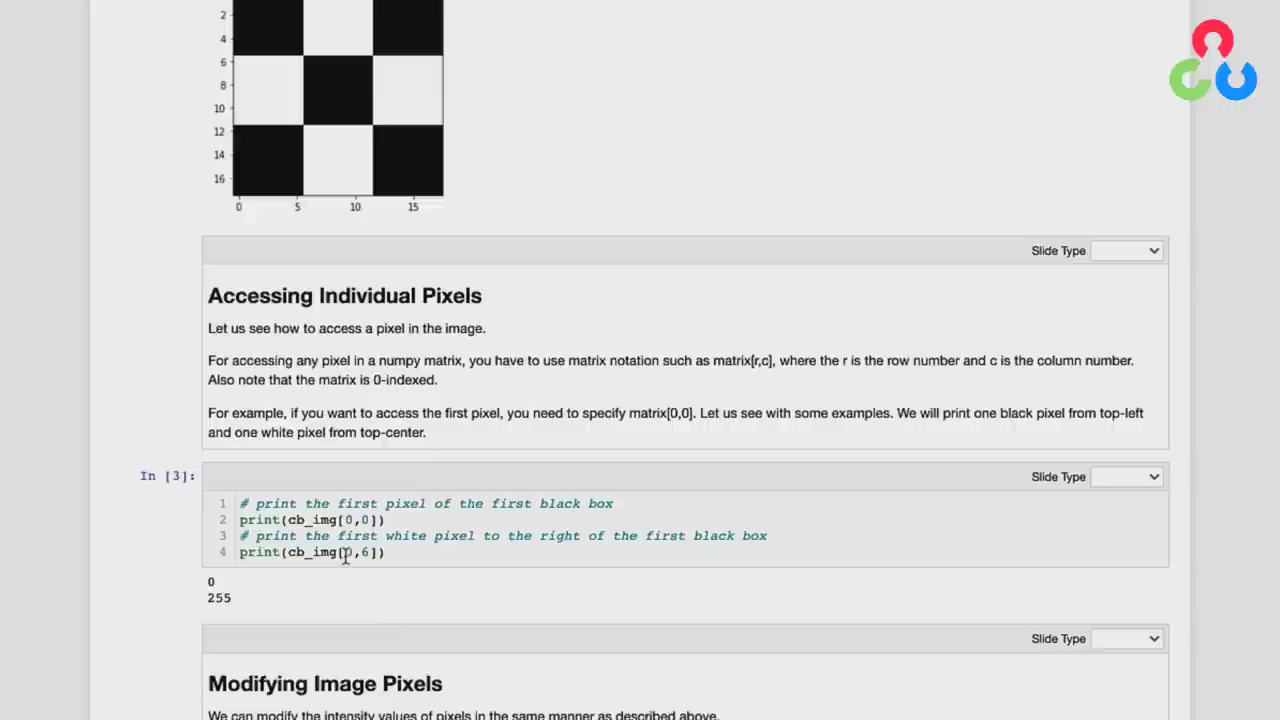 2
4
6
8
10
12
14
16
0 5 10 15
Slide Type
Accessing Individual Pixels
Let us see how to access a pixel in the image.
For accessing any pixel in a numpy matrix, you have to use matrix notation such as matrix[r,c], where the r is the row number and c is the column number.
Also note that the matrix is 0-indexed.
For example, if you want to access the first pixel, you need to specify matrix[0,0]. Let us see with some examples. We will print one black pixel from top-left
and one white pixel from top-center.
In [3]:
Slide Type
1 # print the first pixel of the first black box
2 print(cb_img[0,0])
3 # print the first white pixel to the right of the first black box
4 print(cb_img[0,6])
0
255
Slide Type
Modifying Image Pixels
We can modify the intensity values of pixels in the same manner as described above.